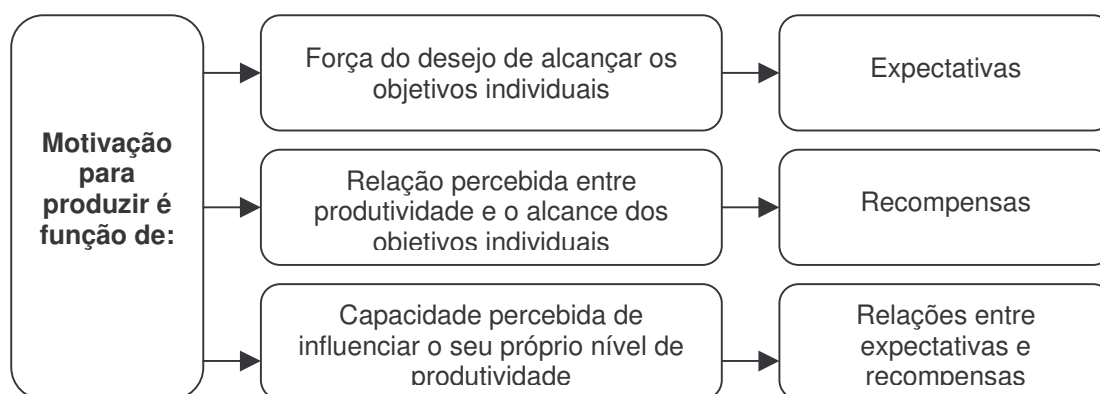 Motivação
para
produzir é
função de:
Força do desejo de alcançar os
objetivos individuais
Expectativas
Relação percebida entre
produtividade e o alcance dos
objetivos individuais
Recompensas
Capacidade percebida de
influenciar o seu próprio nível de
produtividade
Relações entre
expectativas e
recompensas